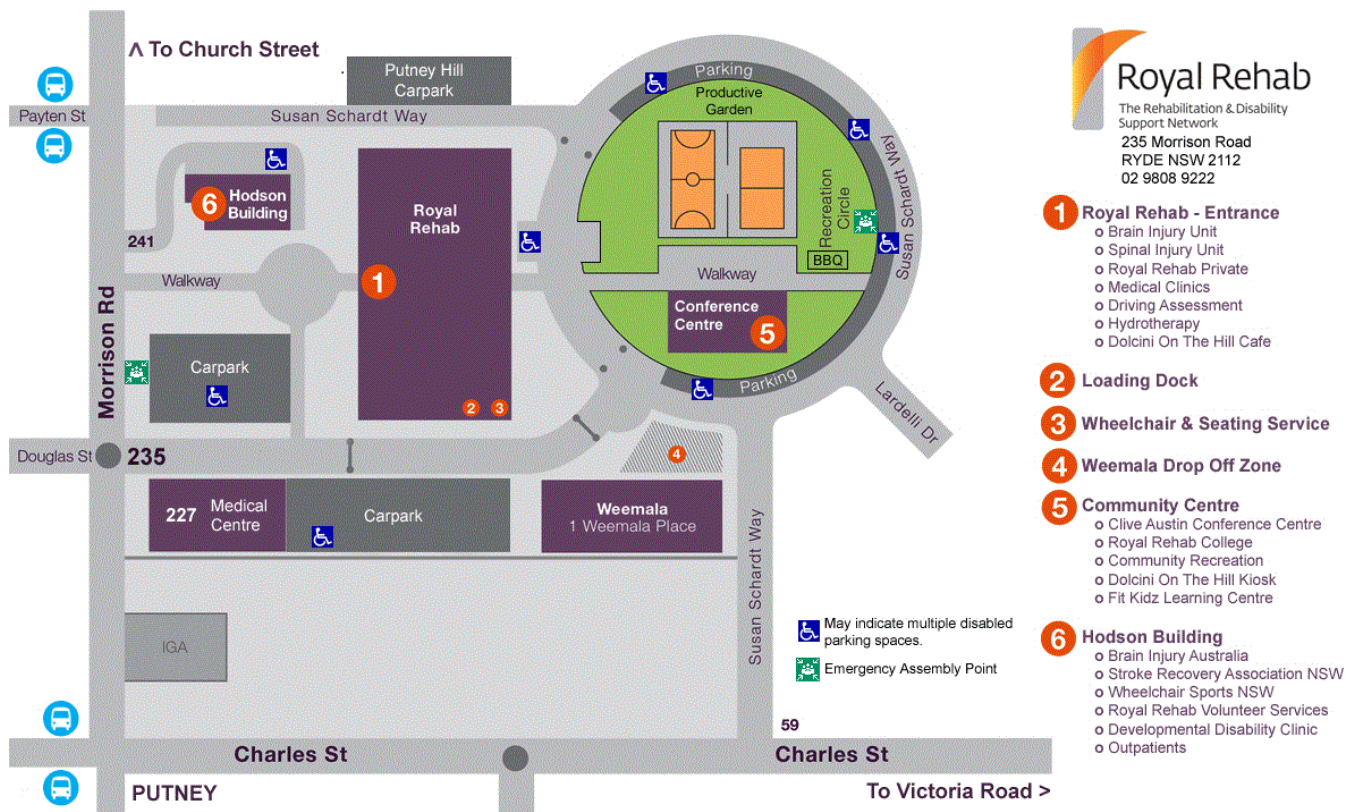 Λ To Church Street
Putney Hill
Carpark
Parking
Productive
Garden
Payten St
Susan Schardt Way
Susan Schardt Way
6
Hodson
Building
Royal
Rehab
Recreation
Circle
241
BBQ
Walkway
1
Walkway
Conference
Centre
5
Morrison Rd
Carpark
Parking
Lardelli Dr
2
3
Douglas St
235
4
227
Medical
Centre
Carpark
Weemala
1 Weemala Place
Susan Schardt Way
IGA
59
Charles St
Charles St
PUTNEY
To Victoria Road >
May indicate multiple disabled
parking spaces.
Emergency Assembly Point
Royal Rehab
The Rehabilitation & Disability
Support Network
235 Morrison Road
RYDE NSW 2112
02 9808 9222
1 Royal Rehab - Entrance
o Brain Injury Unit
o Spinal Injury Unit
o Royal Rehab Private
o Medical Clinics
o Driving Assessment
o Hydrotherapy
o Dolcini On The Hill Cafe
2 Loading Dock
3 Wheelchair & Seating Service
4 Weemala Drop Off Zone
5 Community Centre
o Clive Austin Conference Centre
o Royal Rehab College
o Community Recreation
o Dolcini On The Hill Kiosk
o Fit Kidz Learning Centre
6 Hodson Building
o Brain Injury Australia
o Stroke Recovery Association NSW
o Wheelchair Sports NSW
o Royal Rehab Volunteer Services
o Developmental Disability Clinic
o Outpatients